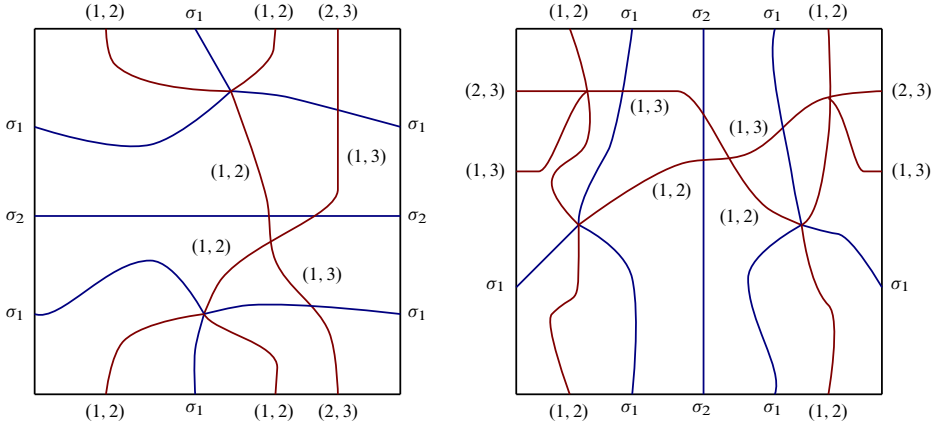 (1, 2) σ₁ (1, 2) (2, 3)
σ₁ σ₁
(1, 3)
(1, 2)
σ₂ σ₂
(1, 2)
(1, 3)
σ₁ σ₁
(1, 2) σ₁ (1, 2) (2, 3)
(1, 2) σ₁ σ₂ σ₁ (1, 2)
(2, 3) (2, 3)
(1, 3)
(1, 3)
(1, 3) (1, 3)
(1, 2)
(1, 2)
σ₁ σ₁
(1, 2) σ₁ σ₂ σ₁ (1, 2)